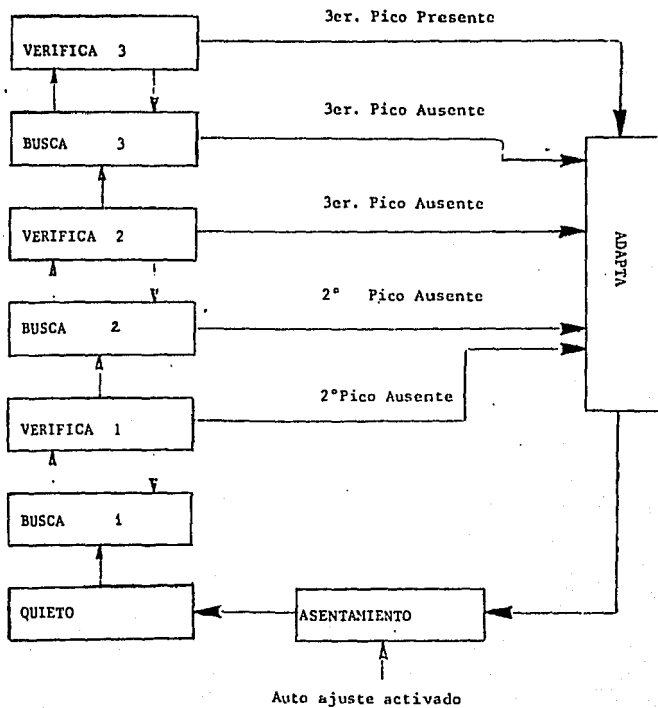 3er. Pico Presente
VERIFICA 3
3er. Pico Ausente
BUSCA 3
3er. Pico Ausente
VERIFICA 2
ADAPTA
2° Pico Ausente
BUSCA 2
2°Pico Ausente
VERIFICA 1
BUSCA 1
QUIETO
ASENTAMIENTO
Auto ajuste activado